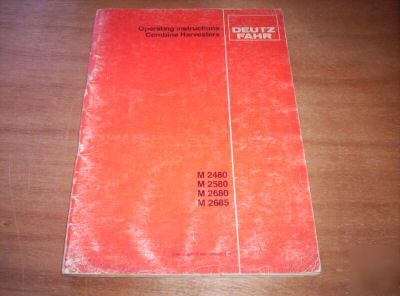 Operating instructions
Combine Harvesters
DEUTZ
FAHR
M 2480
M 2580
M 2680
M 2685